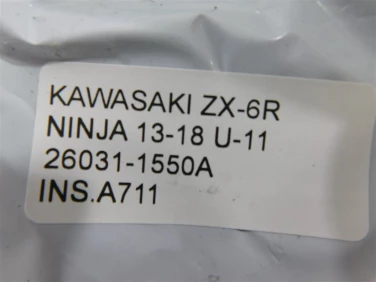 KAWASAKI ZX-6R
NINJA 13-18 U-11
26031-1550A
INS.A711